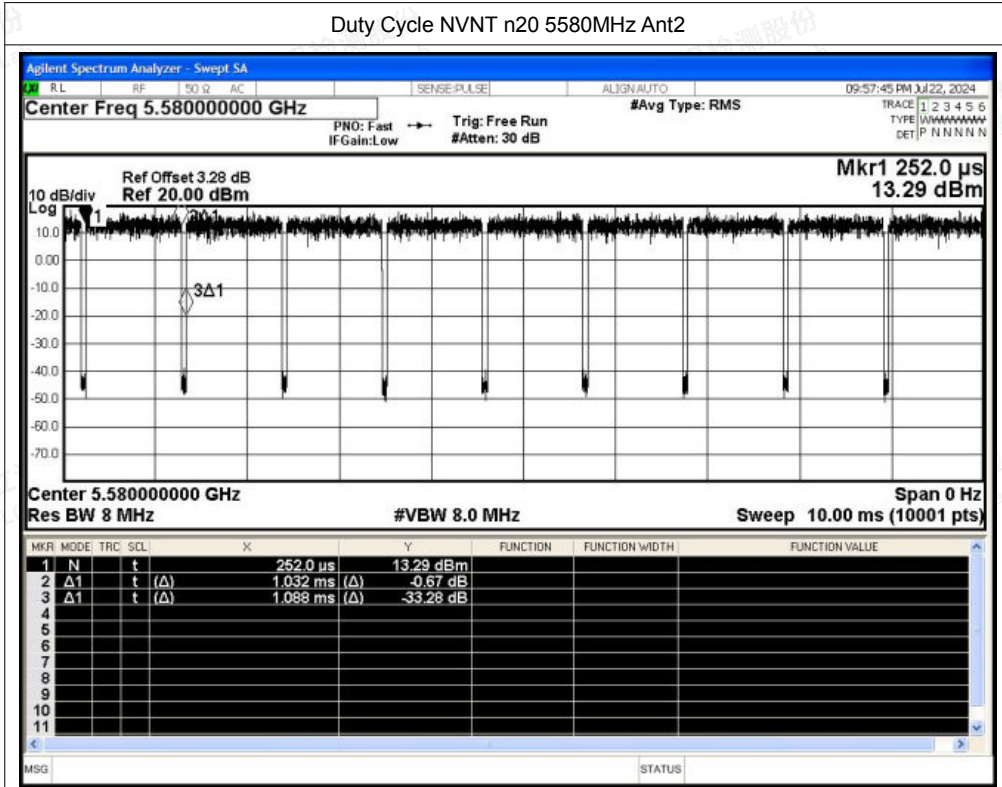 Duty Cycle NVNT n20 5580MHz Ant2
Agilent Spectrum Analyzer - Swept SA
RL RF 50 Ω AC SENSE:PULSE ALIGNAUTO 09:57:45 PM Jul 22, 2024
Center Freq 5.580000000 GHz #Avg Type: RMS TRACE 1 2 3 4 5 6
PNO: Fast Trig: Free Run TYPE WWWWWW
IFGain:Low #Atten: 30 dB DET P N N N N N
Mkr1 252.0 µs
Ref Offset 3.28 dB
10 dB/div Ref 20.00 dBm 13.29 dBm
Log
1 2Δ1
10.0
0.00
-10.0
3Δ1
-20.0
-30.0
-40.0
-50.0
-60.0
-70.0
Center 5.580000000 GHz Span 0 Hz
Res BW 8 MHz #VBW 8.0 MHz Sweep 10.00 ms (10001 pts)
MKR MODE TRC SCL X Y FUNCTION FUNCTION WIDTH FUNCTION VALUE
1 N t 252.0 µs 13.29 dBm
2 Δ1 t (Δ) 1.032 ms (Δ) -0.67 dB
3 Δ1 t (Δ) 1.088 ms (Δ) -33.28 dB
4
5
6
7
8
9
10
11
MSG STATUS